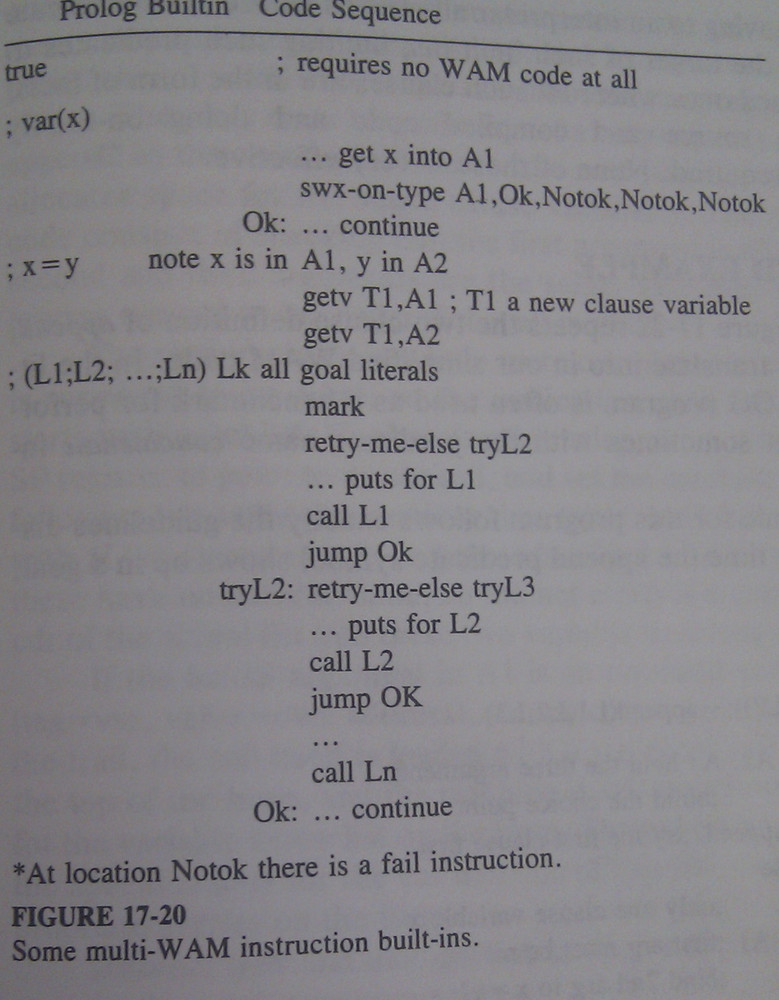 Prolog Builtin Code Sequence
true ; requires no WAM code at all
; var(x)
... get x into A1
swx-on-type A1,Ok,Notok,Notok,Notok
Ok: ... continue
; x=y note x is in A1, y in A2
getv T1,A1 ; T1 a new clause variable
getv T1,A2
; (L1;L2; ...;Ln) Lk all goal literals
mark
retry-me-else tryL2
... puts for L1
call L1
jump Ok
tryL2: retry-me-else tryL3
... puts for L2
call L2
jump OK
...
call Ln
Ok: ... continue
*At location Notok there is a fail instruction.
FIGURE 17-20
Some multi-WAM instruction built-ins.